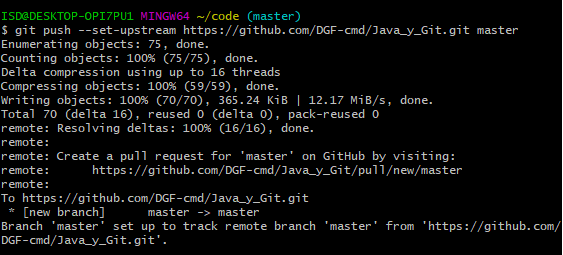 ISD@DESKTOP-OPI7PU1 MINGW64 ~/code (master)
$ git push --set-upstream https://github.com/DGF-cmd/Java_y_Git.git master
Enumerating objects: 75, done.
Counting objects: 100% (75/75), done.
Delta compression using up to 16 threads
Compressing objects: 100% (59/59), done.
Writing objects: 100% (70/70), 365.24 KiB | 12.17 MiB/s, done.
Total 70 (delta 16), reused 0 (delta 0), pack-reused 0
remote: Resolving deltas: 100% (16/16), done.
remote:
remote: Create a pull request for 'master' on GitHub by visiting:
remote:      https://github.com/DGF-cmd/Java_y_Git/pull/new/master
remote:
To https://github.com/DGF-cmd/Java_y_Git.git
 * [new branch]      master -> master
Branch 'master' set up to track remote branch 'master' from 'https://github.com/
DGF-cmd/Java_y_Git.git'.